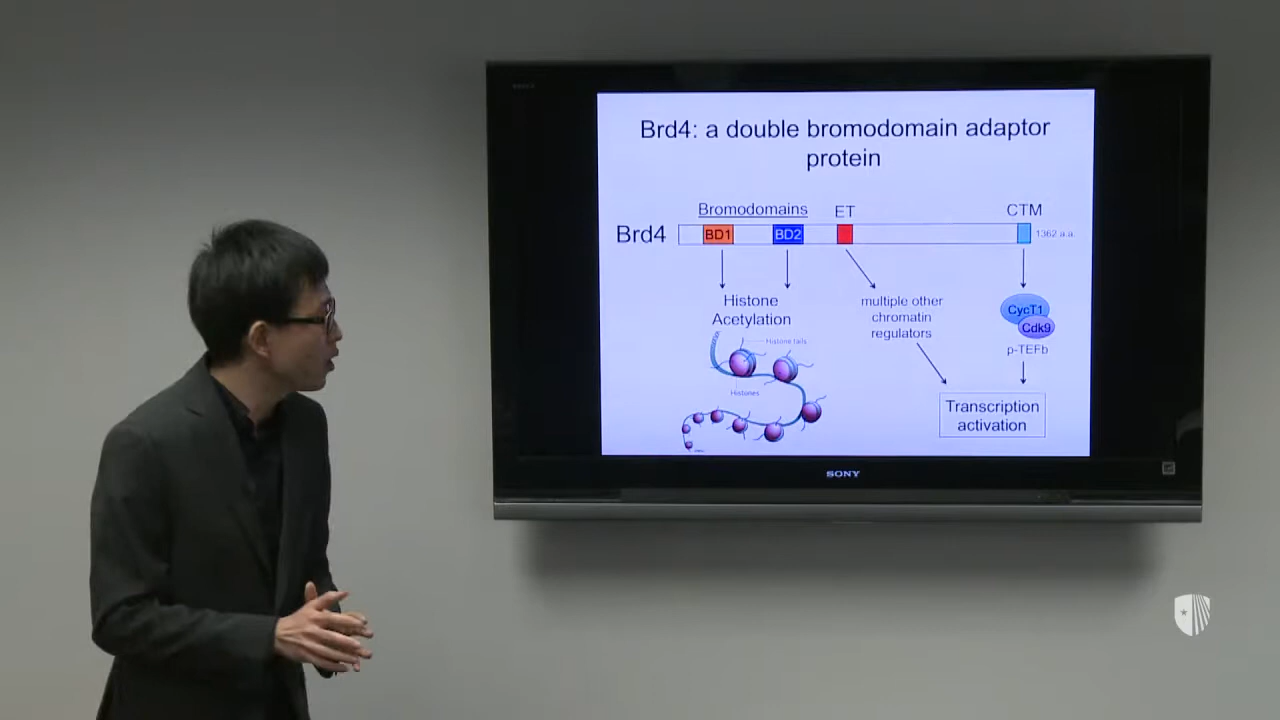 Brd4: a double bromodomain adaptor
protein
Bromodomains
ET
CTM
Brd4
BD1
BD2
1362 a.a.
Histone
Acetylation
multiple other
chromatin
regulators
CycT1
Cdk9
p-TEFb
Histone tails
Histones
Transcription
activation
SONY